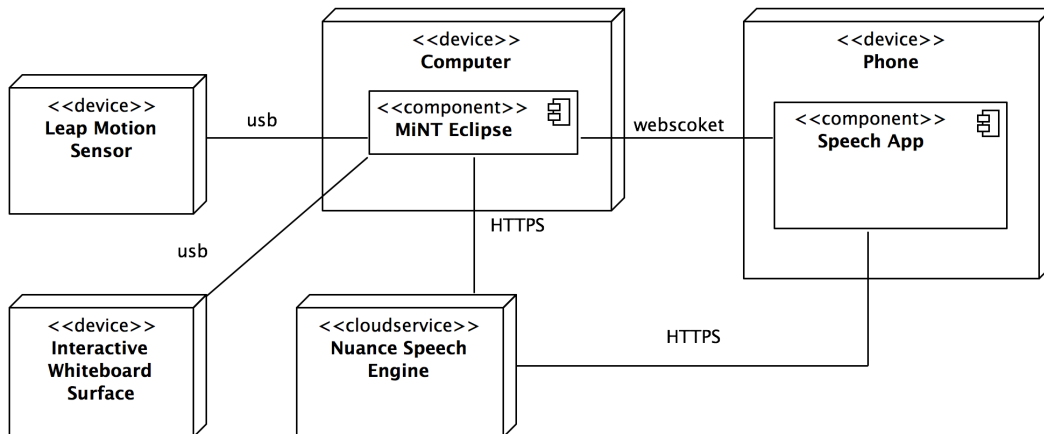 <<device>>
Computer
<<device>>
Phone
<<device>>
Leap Motion
Sensor
usb
<<component>>
MiNT Eclipse
webscoket
<<component>>
Speech App
usb
HTTPS
<<device>>
Interactive
Whiteboard
Surface
<<cloudservice>>
Nuance Speech
Engine
HTTPS